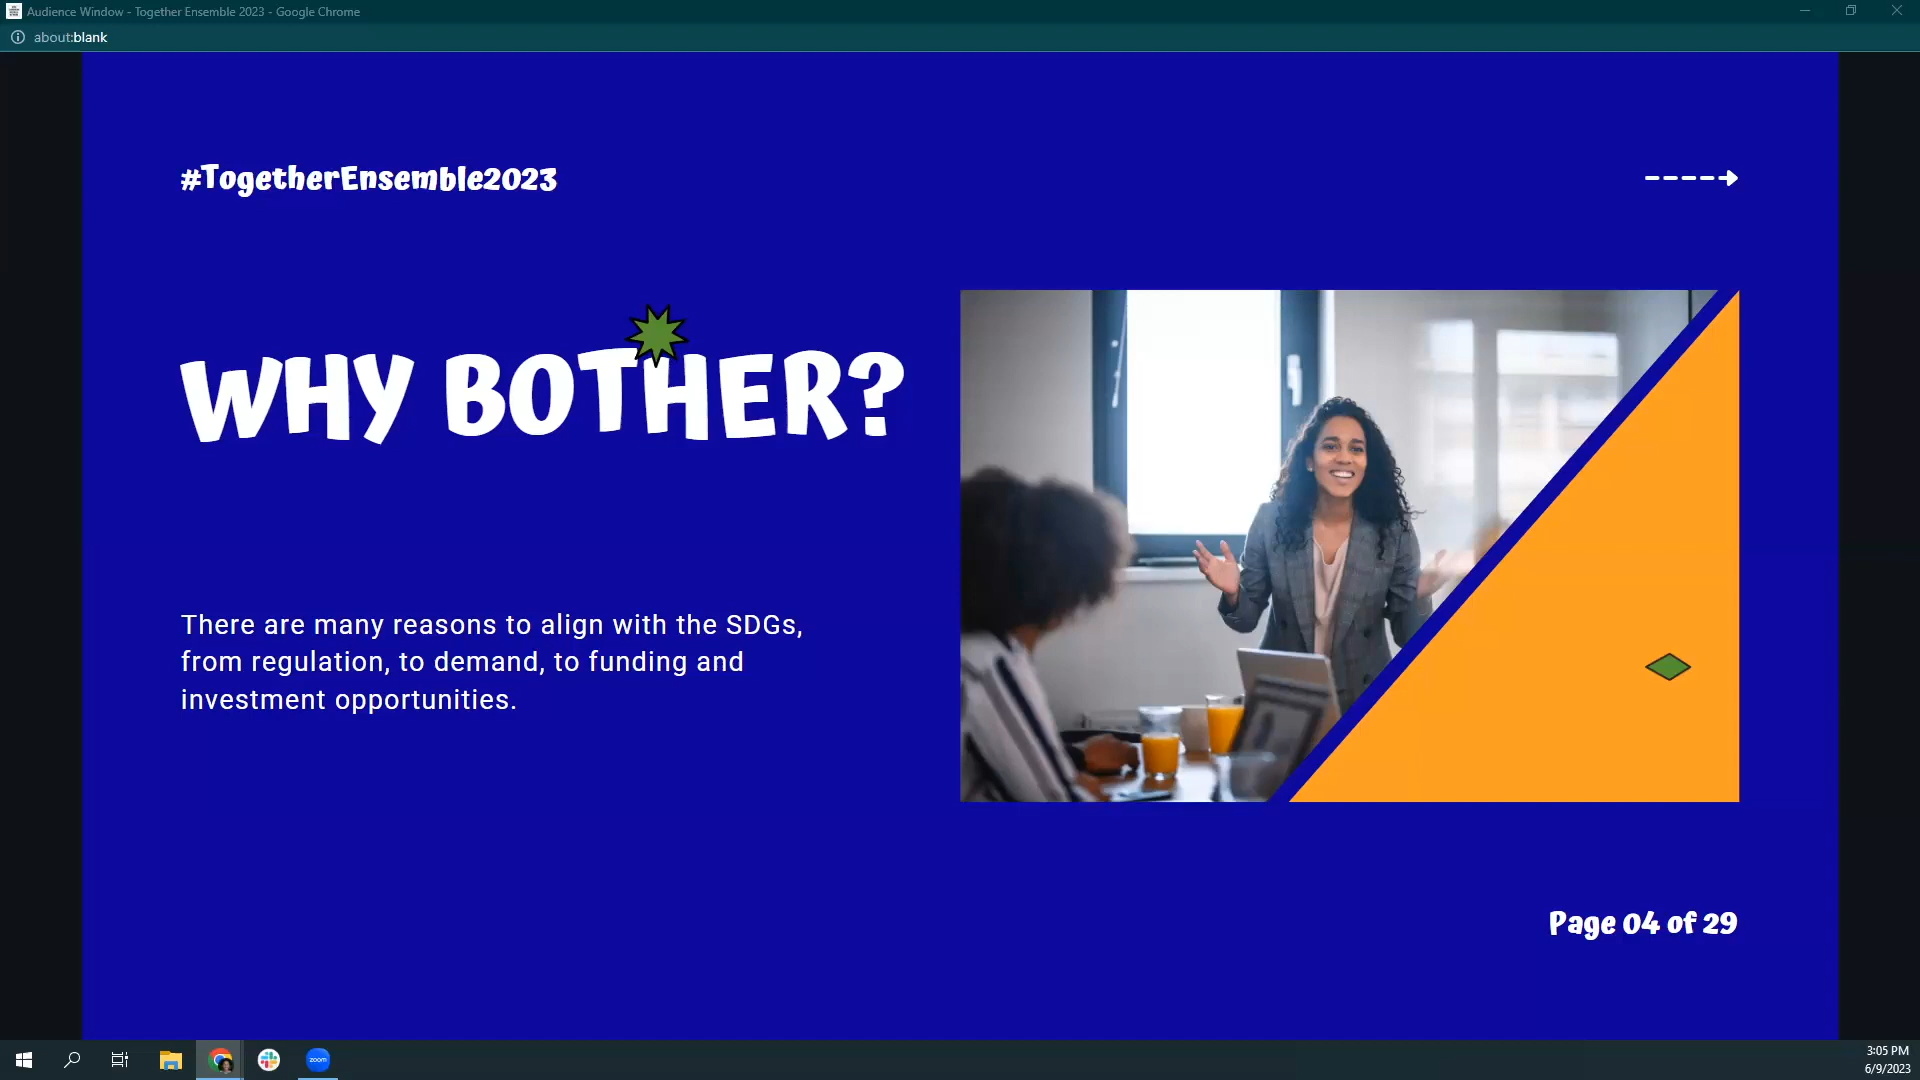 Audience Window - Together Ensemble 2023 - Google Chrome
about:blank
#TogetherEnsemble2023
WHY BOTHER?
There are many reasons to align with the SDGs,
from regulation, to demand, to funding and
investment opportunities.
Page 04 of 29
zoom
3:05 PM
6/9/2023